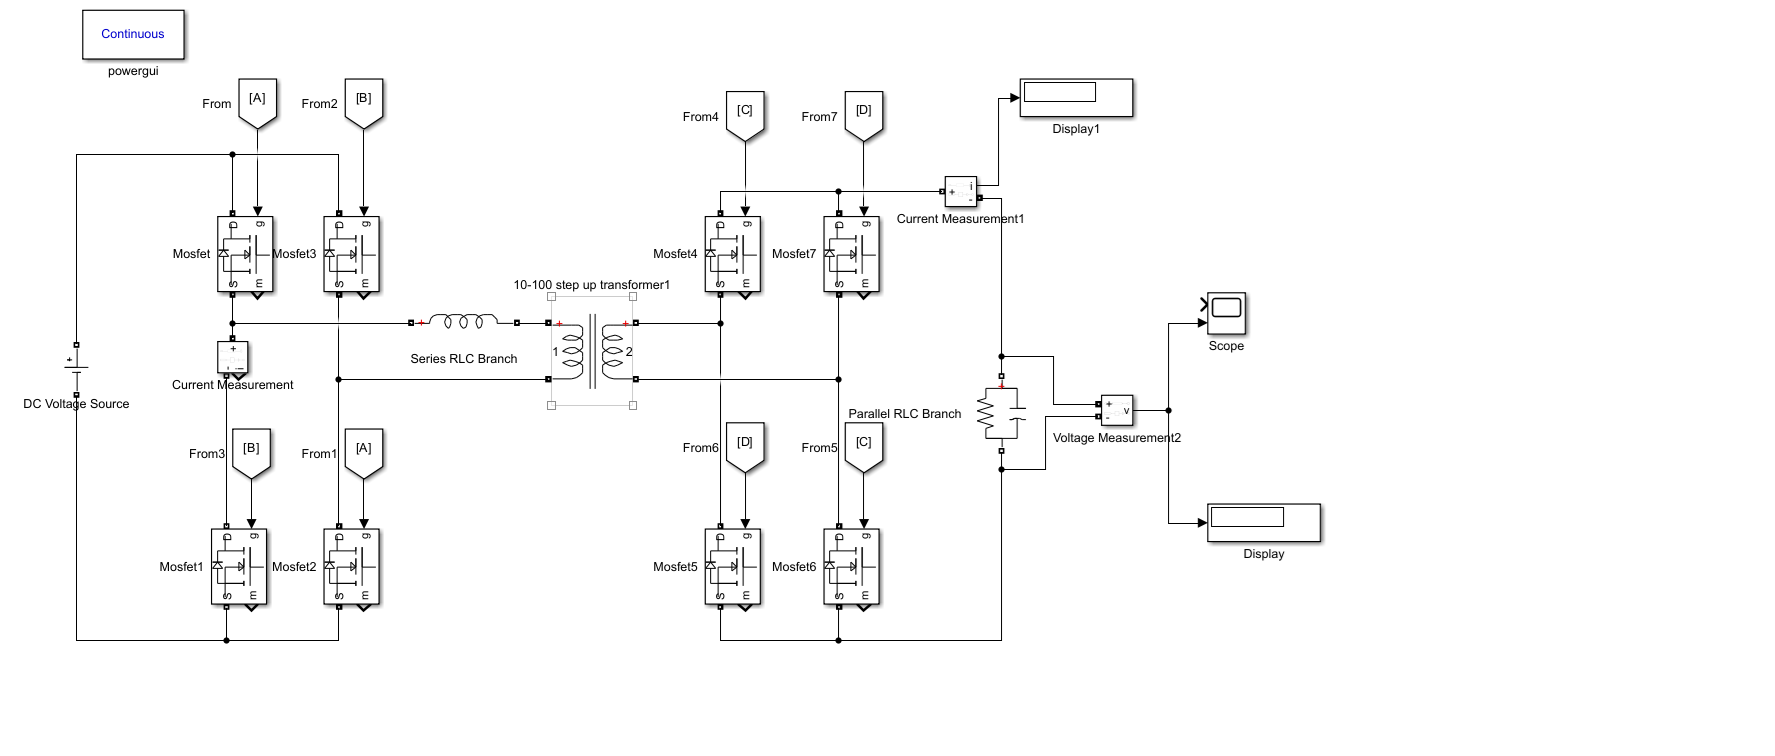 Continuous
powergui
From
[A]
From2
[B]
From4
[C]
From7
[D]
Display1
i
+
-
Current Measurement1
D
g
S
m
Mosfet
D
g
S
m
Mosfet3
D
g
S
m
Mosfet4
D
g
S
m
Mosfet7
10-100 step up transformer1
+
+
+
1
2
Series RLC Branch
Scope
+
Current Measurement
+
DC Voltage Source
+
Parallel RLC Branch
+
-
v
Voltage Measurement2
From3
[B]
From1
[A]
From6
[D]
From5
[C]
Display
D
g
S
m
Mosfet1
D
g
S
m
Mosfet2
D
g
S
m
Mosfet5
D
g
S
m
Mosfet6